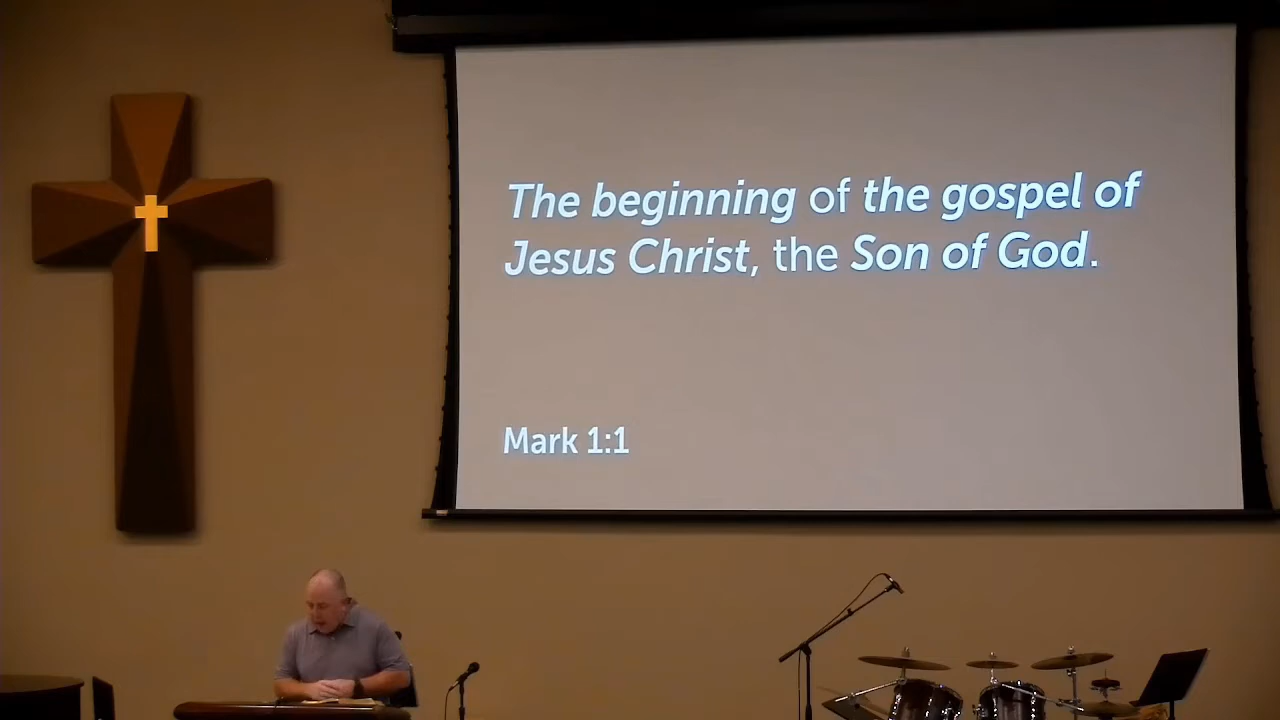 The beginning of the gospel of
Jesus Christ, the Son of God.
Mark 1:1